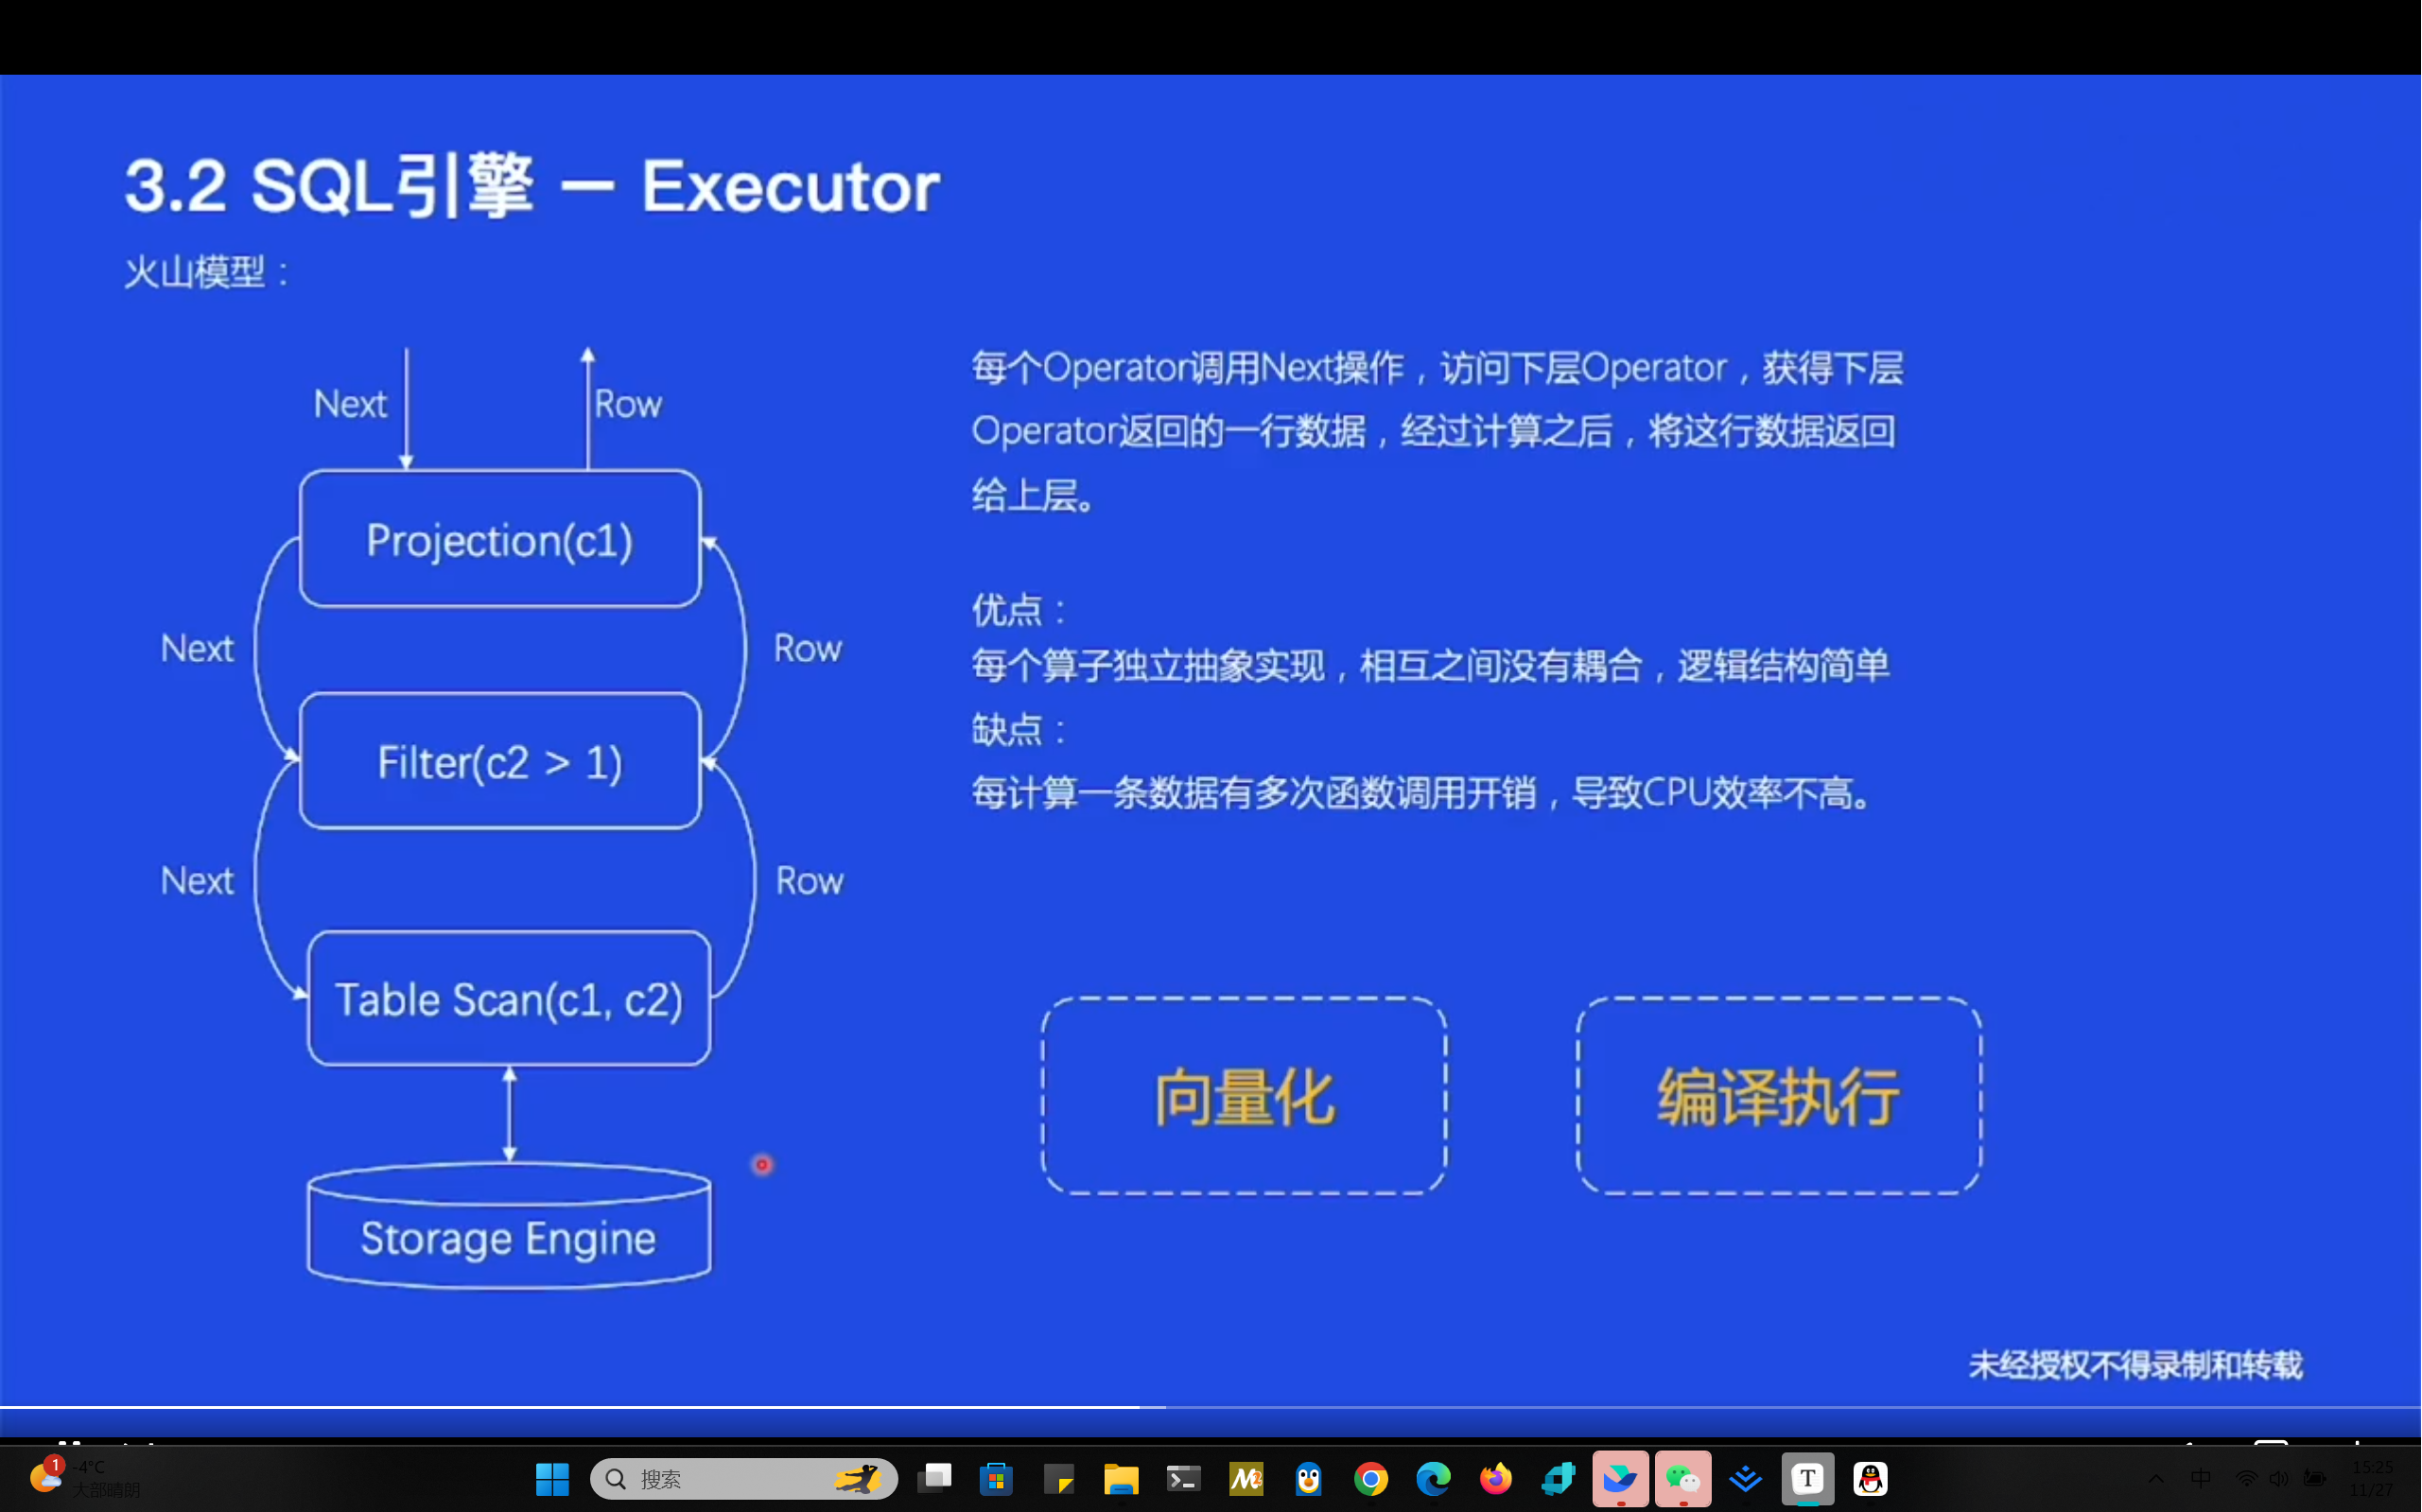 3.2 SQL引擎 — Executor
火山模型：
Next
Row
Projection(c1)
Next
Row
Filter(c2 > 1)
Next
Row
Table Scan(c1, c2)
Storage Engine
每个Operator调用Next操作，访问下层Operator，获得下层
Operator返回的一行数据，经过计算之后，将这行数据返回
给上层。
优点：
每个算子独立抽象实现，相互之间没有耦合，逻辑结构简单
缺点：
每计算一条数据有多次函数调用开销，导致CPU效率不高。
向量化
编译执行
未经授权不得录制和转载
1
-4°C
大部晴朗
搜索
中
15:25
11/27